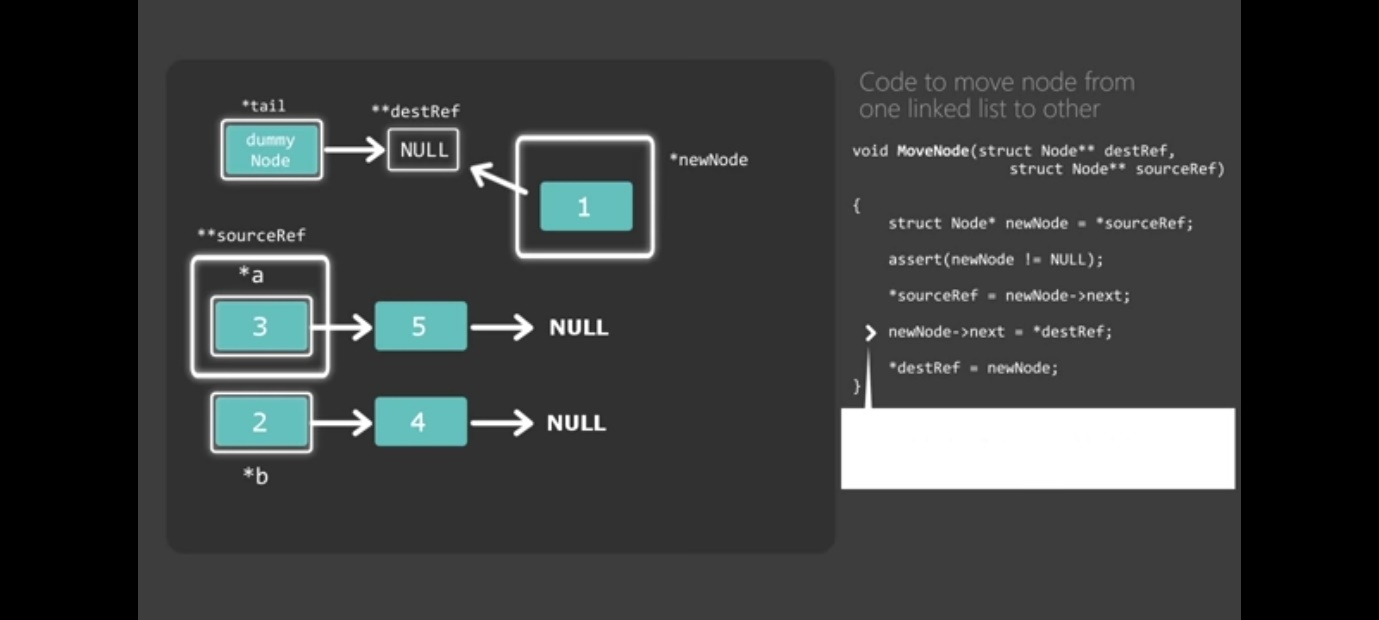 *tail
**destRef
dummy
Node
NULL
*newNode
1
**sourceRef
*a
3
5
NULL
2
4
NULL
*b
Code to move node from
one linked list to other
void MoveNode(struct Node** destRef,
struct Node** sourceRef)
{
struct Node* newNode = *sourceRef;
assert(newNode != NULL);
*sourceRef = newNode->next;
newNode->next = *destRef;
*destRef = newNode;
}